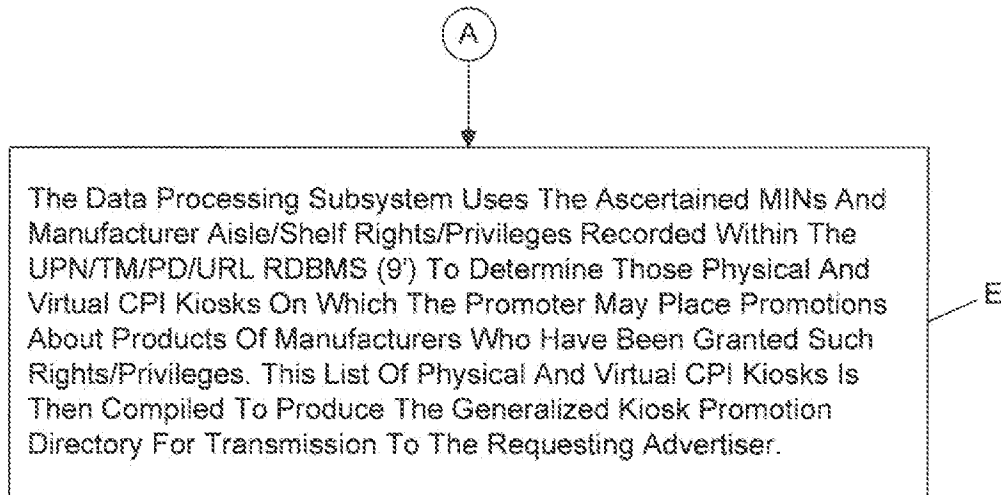 A
The Data Processing Subsystem Uses The Ascertained MINs And
Manufacturer Aisle/Shelf Rights/Privileges Recorded Within The
UPN/TM/PD/URL RDBMS (9') To Determine Those Physical And
Virtual CPI Kiosks On Which The Promoter May Place Promotions
About Products Of Manufacturers Who Have Been Granted Such
Rights/Privileges. This List Of Physical And Virtual CPI Kiosks Is
Then Compiled To Produce The Generalized Kiosk Promotion
Directory For Transmission To The Requesting Advertiser.
E